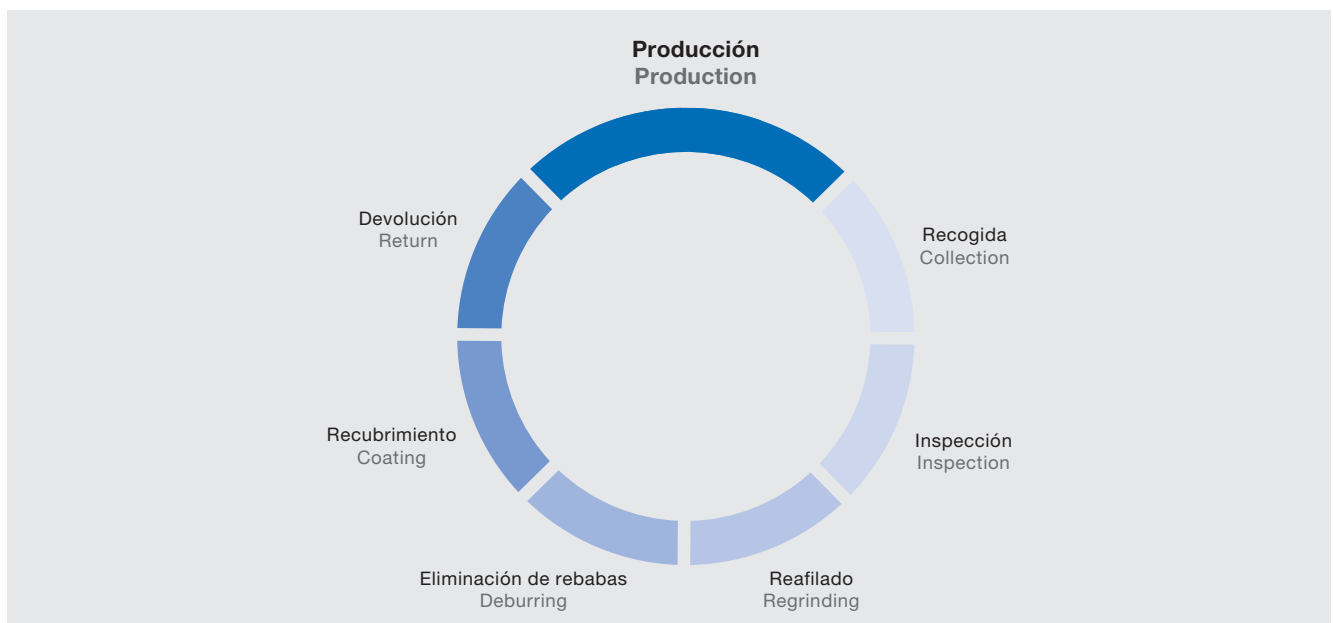 Producción
Production
Devolución
Return
Recogida
Collection
Recubrimiento
Coating
Inspección
Inspection
Eliminación de rebabas
Deburring
Reafilado
Regrinding